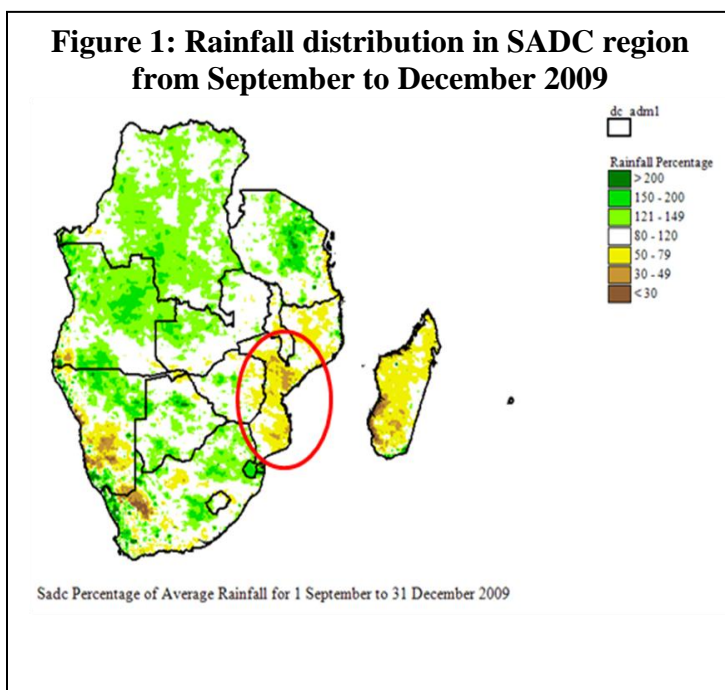 Figure 1: Rainfall distribution in SADC region
from September to December 2009
dc_adm1
Rainfall Percentage
> 200
150 - 200
121 - 149
80 - 120
50 - 79
30 - 49
< 30
Sadc Percentage of Average Rainfall for 1 September to 31 December 2009